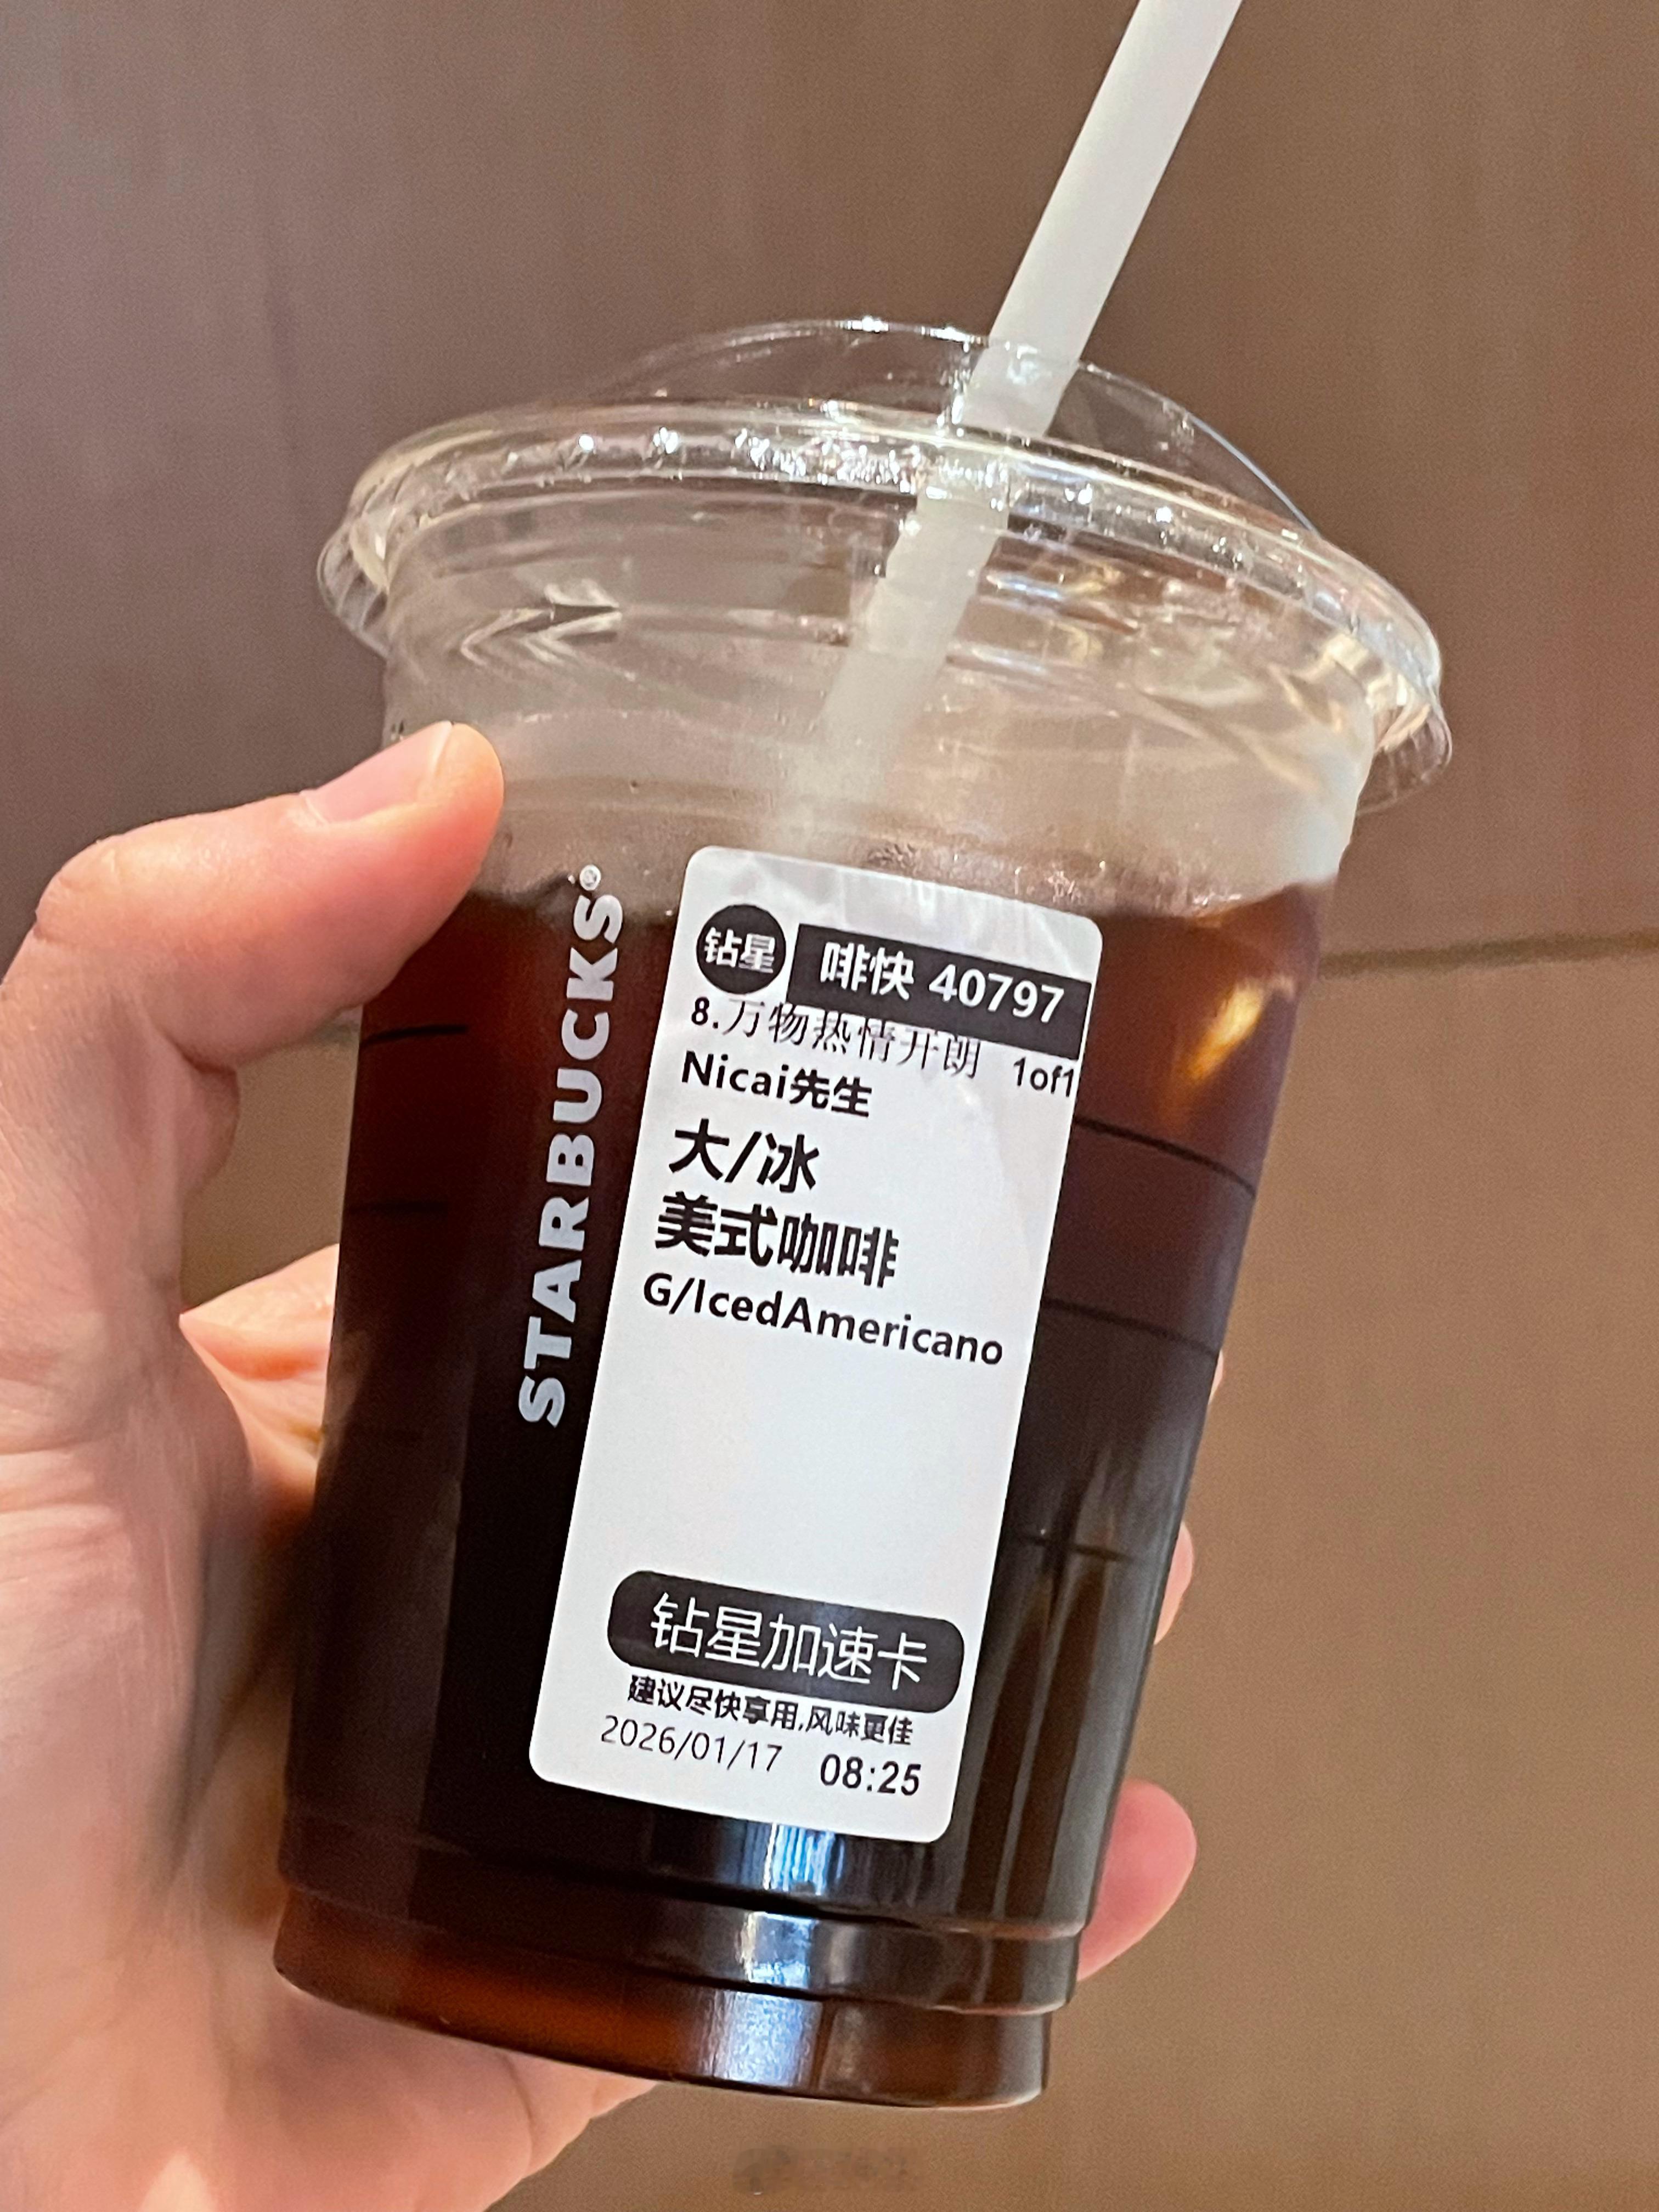 STARBUCKS®
钻星 啡快 40797
8.万物热情开朗 1of1
Nicai先生
大/冰
美式咖啡
G/IcedAmericano
钻星加速卡
建议尽快享用,风味更佳
2026/01/17 08:25